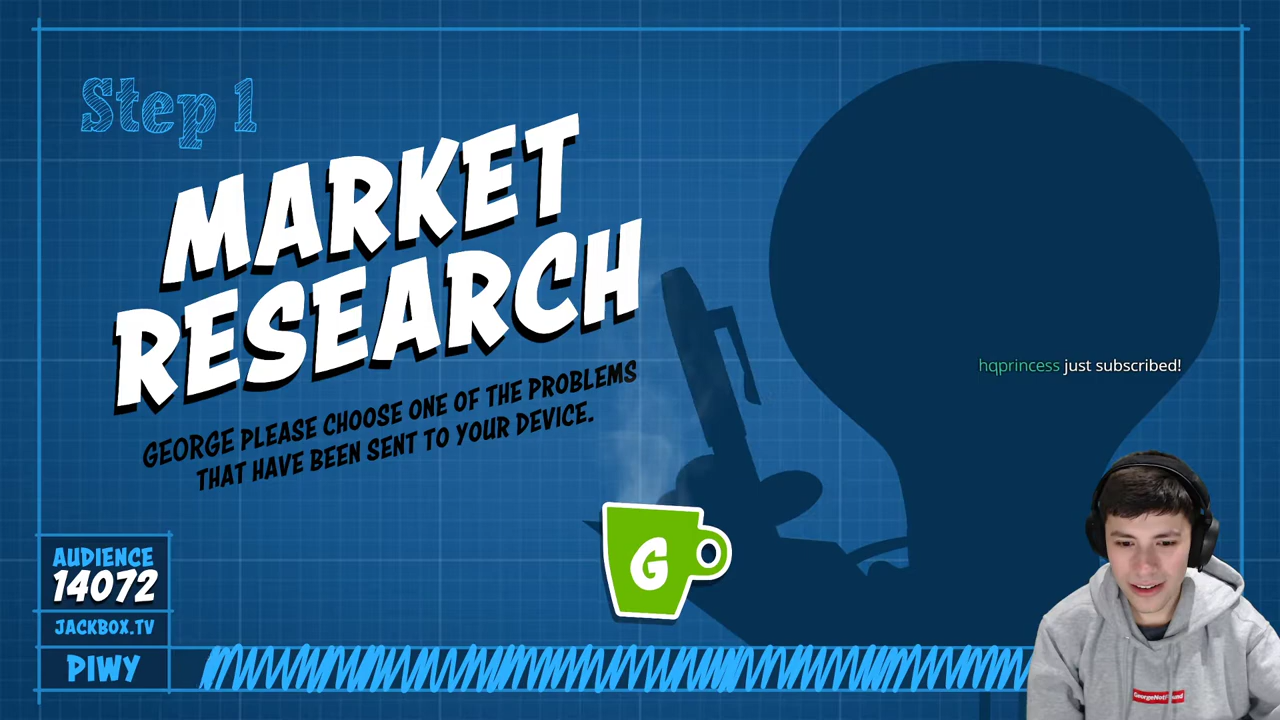 Step 1
MARKET
RESEARCH
GEORGE PLEASE CHOOSE ONE OF THE PROBLEMS
THAT HAVE BEEN SENT TO YOUR DEVICE.
hqprincess just subscribed!
G
AUDIENCE
14072
JACKBOX.TV
PIWY
GeorgeNotFound